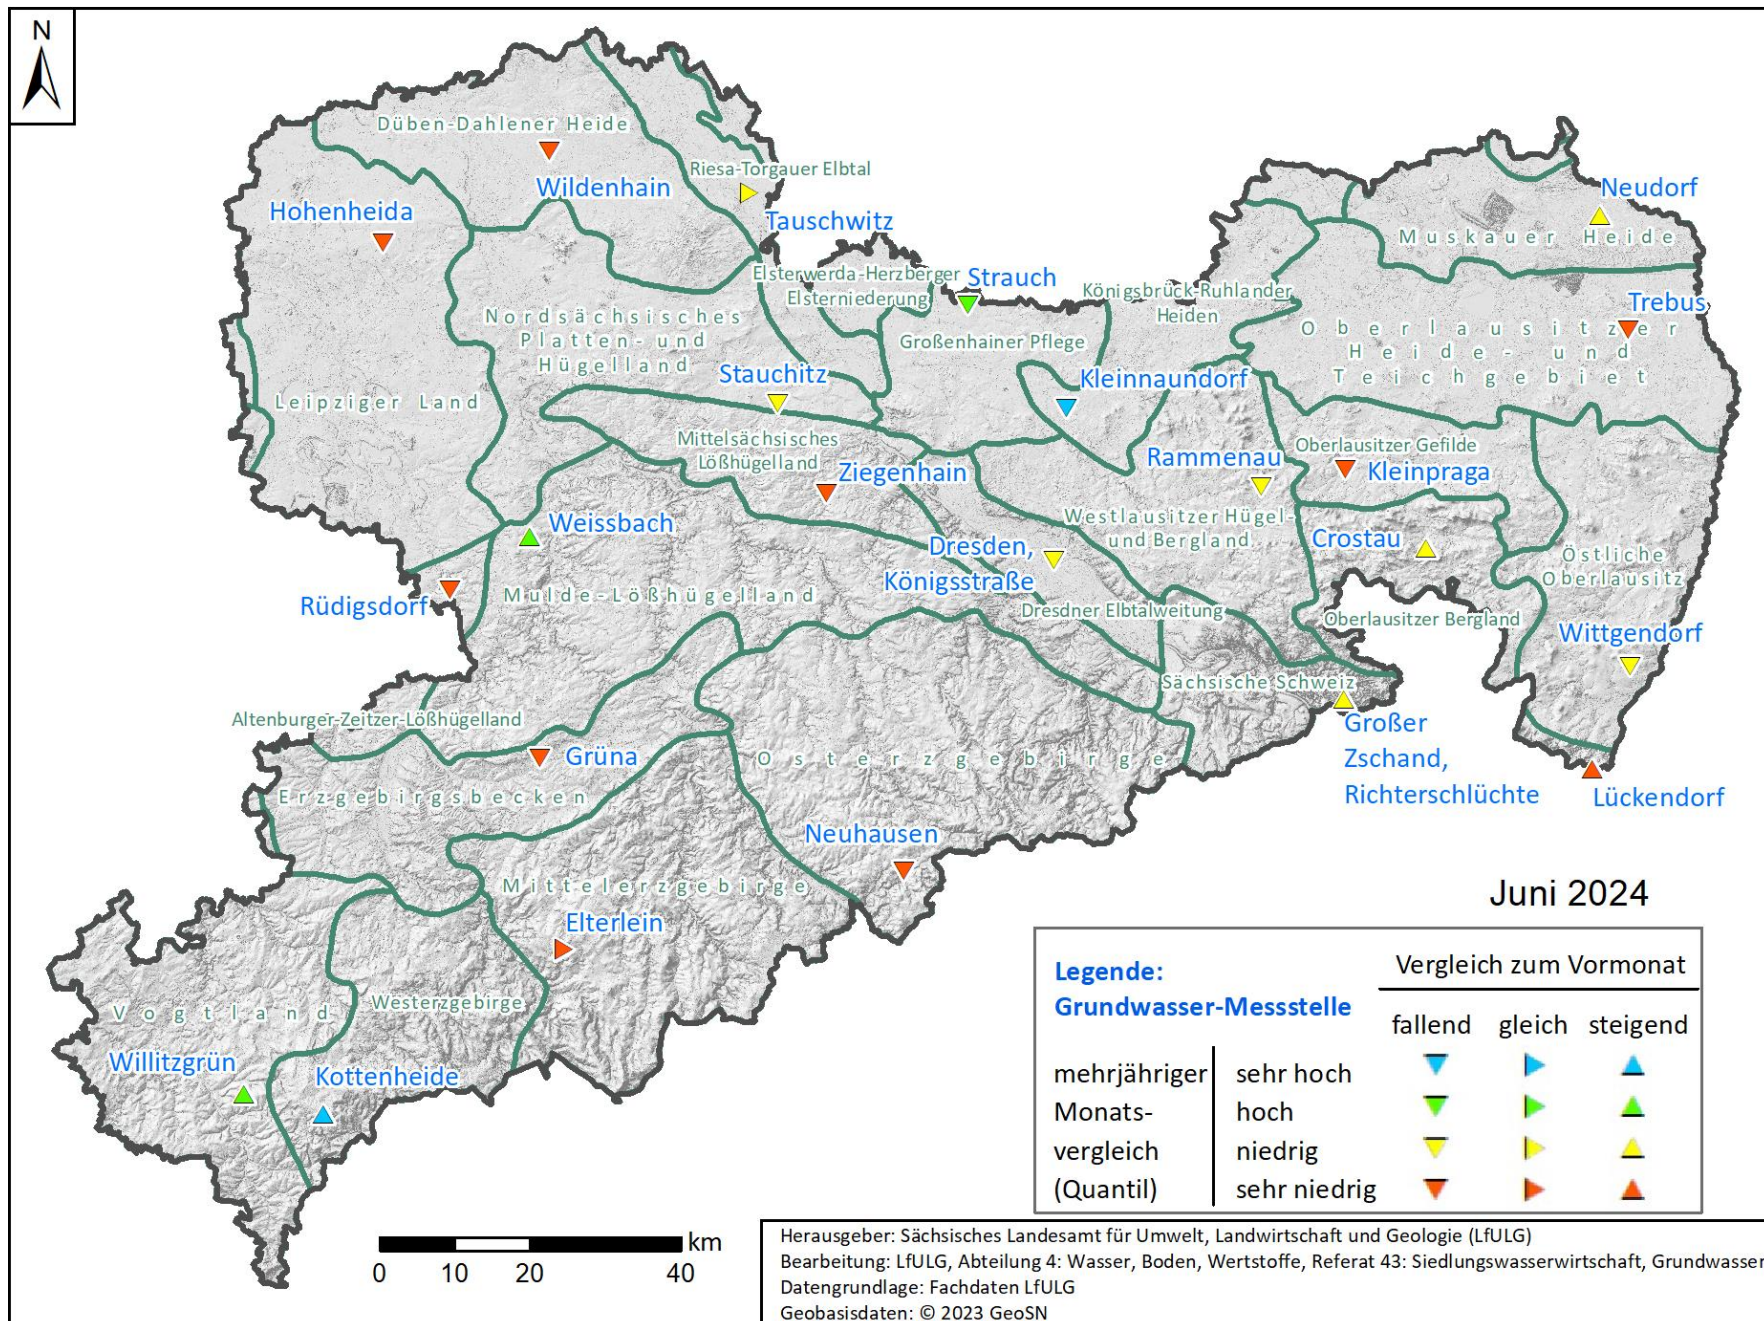 N
Düben-Dahlener Heide
Wildenhain
Riesa-Torgauer Elbtal
Tauschwitz
Hohenheida
Neudorf
Muskauer Heide
Elsterwerda-Herzberger
Elsterniederung
Strauch
Königsbrück-Ruhlander
Heiden
Trebus
Nordsächsisches
Platten- und
Hügelland
Großenhainer Pflege
Oberlausitzer
Heide- und
Teichgebiet
Stauchitz
Kleinnaundorf
Leipziger Land
Mittelsächsisches
Lößhügelland
Ziegenhain
Rammenau
Oberlausitzer Gefilde
Kleinpraga
Weissbach
Westlausitzer Hügel-
und Bergland
Crostau
Dresden,
Königsstraße
Östliche
Oberlausitz
Rüdigsdorf
Mulde-Lößhügelland
Dresdner Elbtalweitung
Oberlausitzer Bergland
Wittgendorf
Sächsische Schweiz
Altenburger-Zeitzer-Lößhügelland
Großer
Zschand,
Richterschlüchte
Grüna
Osterzgebirge
Lückendorf
Erzgebirgsbecken
Neuhausen
Mittelerzgebirge
Elterlein
Westerzgebirge
Vogtland
Willitzgrün
Kottenheide
Juni 2024
Legende:
Grundwasser-Messstelle
Vergleich zum Vormonat
fallend gleich steigend
mehrjähriger sehr hoch
Monats- hoch
vergleich niedrig
(Quantil) sehr niedrig
km
0 10 20 40
Herausgeber: Sächsisches Landesamt für Umwelt, Landwirtschaft und Geologie (LfULG)
Bearbeitung: LfULG, Abteilung 4: Wasser, Boden, Wertstoffe, Referat 43: Siedlungswasserwirtschaft, Grundwasser
Datengrundlage: Fachdaten LfULG
Geobasisdaten: © 2023 GeoSN